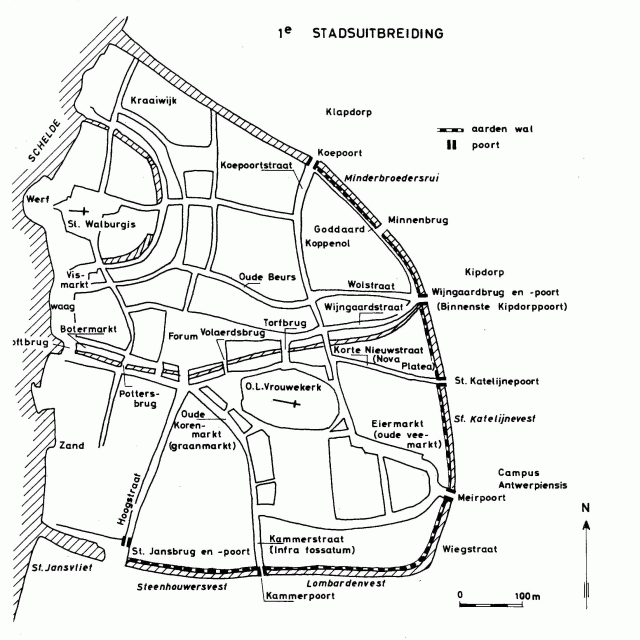 1e STADSUITBREIDING
Kraaiwijk
Klapdorp
aarden wal
poort
SCHELDE
Koepoort
Koepoortstraat
Minderbroedersrui
Werf
St. Walburgis
Goddaard
Koppenol
Minnenbrug
Vismarkt
Oude Beurs
Woistraat
Kipdorp
Wijngaardbrug en -poort
(Binnenste Kipdorppoort)
waag
Wijngaardstraat
Botermarkt
Forum
Volaerdsbrug
Torfbrug
oftbrug
Korte Nieuwstraat
(Nova
Platea)
Pottersbrug
O.L.Vrouwekerk
St. Katelijnepoort
Oude
Korenmarkt
(graanmarkt)
Eiermarkt
(oude veemarkt)
St. Katelijnevest
Zand
Hoogstraat
Campus
Antwerpiensis
Meirpoort
N
Kammerstraat
(Infra fossatum)
St. Jansbrug en -poort
Wiegstraat
St. Jansvliet
Steenhouwersvest
Lombardenvest
Kammerpoort
0 100 m